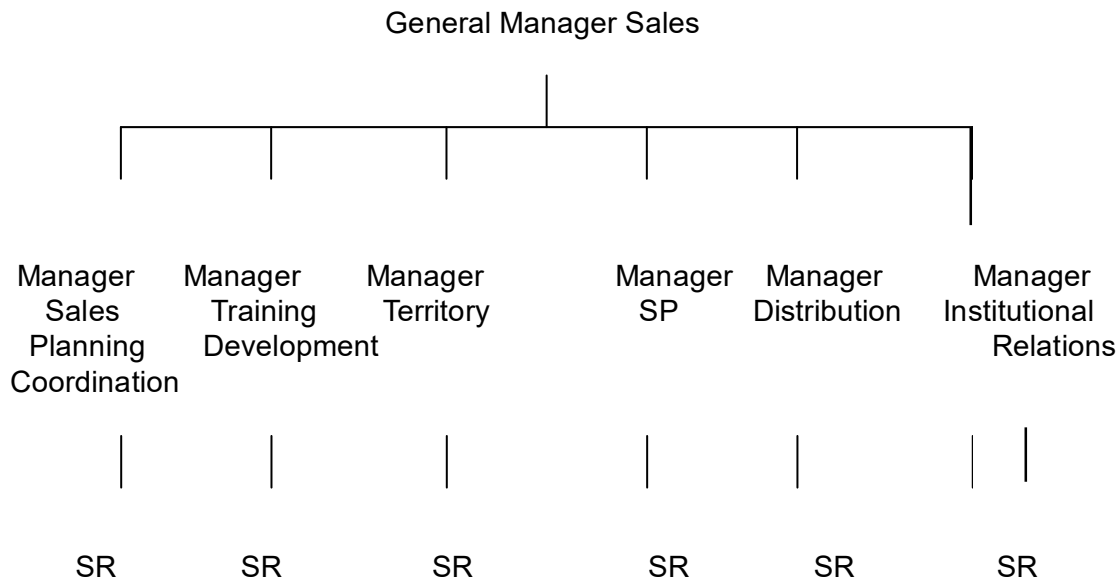 General Manager Sales
Manager Manager Manager Manager Manager Manager
Sales Training Territory SP Distribution Institutional
Planning Development Relations
Coordination
SR SR SR SR SR SR